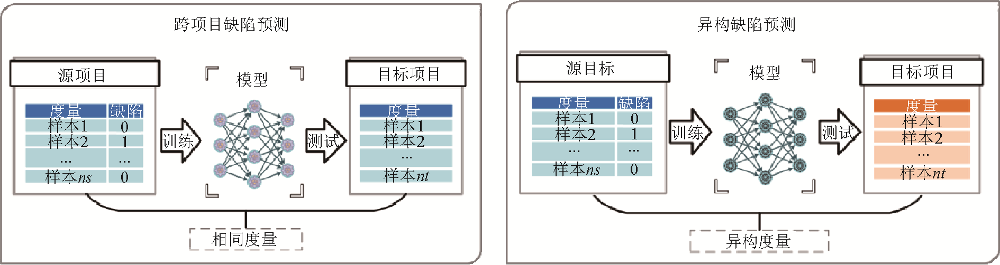 跨项目缺陷预测
源项目
度量 缺陷
样本1 0
样本2 1
... ...
样本ns 0
训练
模型
测试
目标项目
度量
样本1
样本2
...
样本nt
相同度量
异构缺陷预测
源目标
度量 缺陷
样本1 0
样本2 1
... ...
样本ns 0
训练
模型
测试
目标项目
度量
样本1
样本2
...
样本nt
异构度量